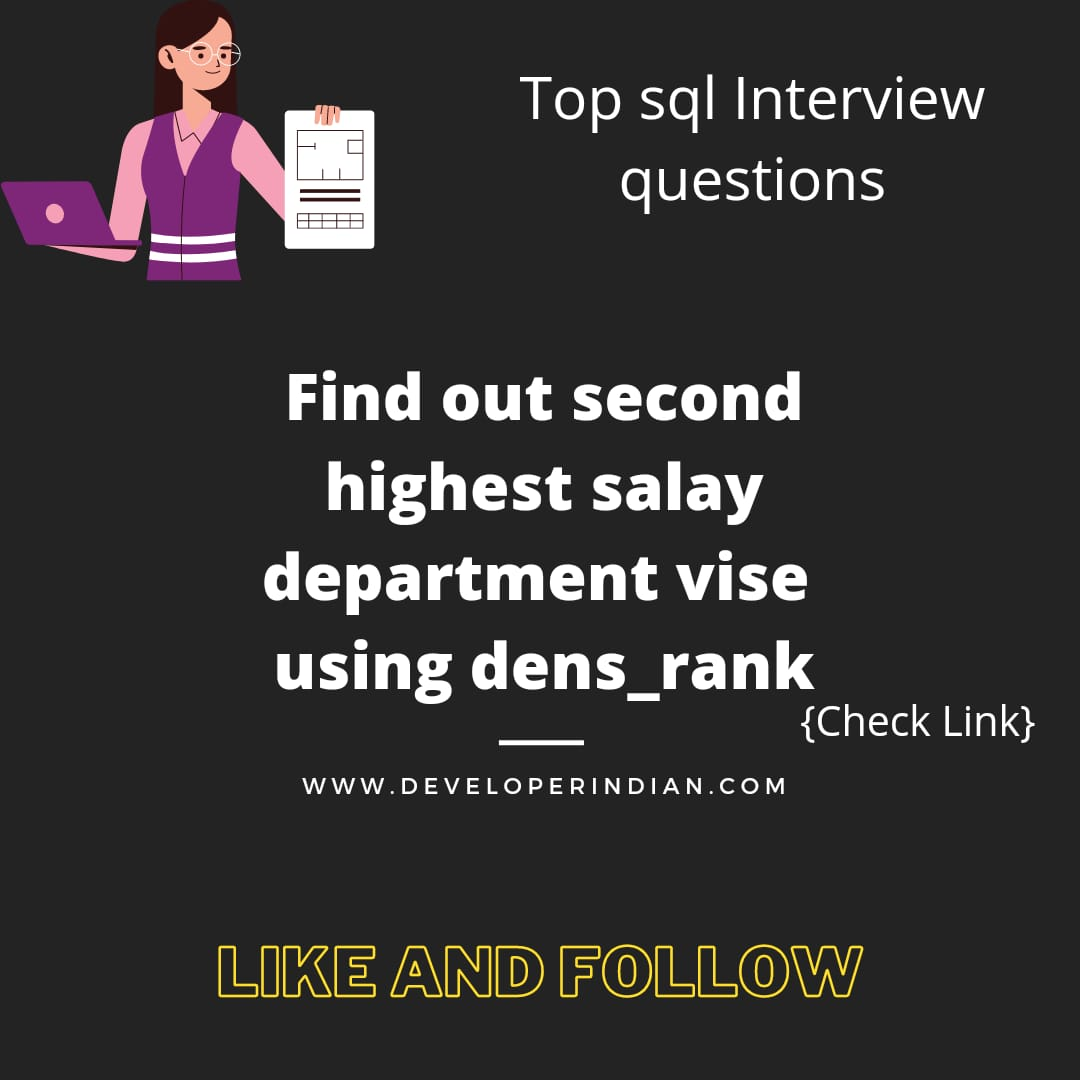 Top sql Interview
questions
Find out second
highest salay
department vise
using dens_rank
{Check Link}
WWW.DEVELOPERINDIAN.COM
LIKE AND FOLLOW